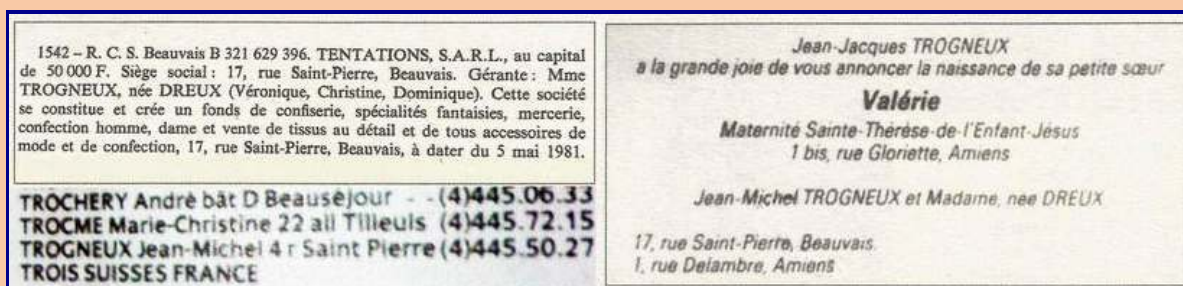 1542 – R. C. S. Beauvais B 321 629 396. TENTATIONS, S.A.R.L., au capital
de 50 000 F. Siège social : 17, rue Saint-Pierre, Beauvais. Gérante : Mme
TROGNEUX, née DREUX (Véronique, Christine, Dominique). Cette société
se constitue et crée un fonds de confiserie, spécialités fantaisies, mercerie,
confection homme, dame et vente de tissus au détail et de tous accessoires de
mode et de confection, 17, rue Saint-Pierre, Beauvais, à dater du 5 mai 1981.
TROCHERY André bât D Beauséjour - - (4)445.06.33
TROCME Marie-Christine 22 all Tilleuls (4)445.72.15
TROGNEUX Jean-Michel 4 r Saint Pierre (4)445.50.27
TROIS SUISSES FRANCE
Jean-Jacques TROGNEUX
a la grande joie de vous annoncer la naissance de sa petite sœur
Valérie
Maternité Sainte-Thérèse-de-l'Enfant-Jésus
1 bis, rue Gloriette, Amiens
Jean-Michel TROGNEUX et Madame, née DREUX
17, rue Saint-Pierre, Beauvais.
1, rue Delambre, Amiens